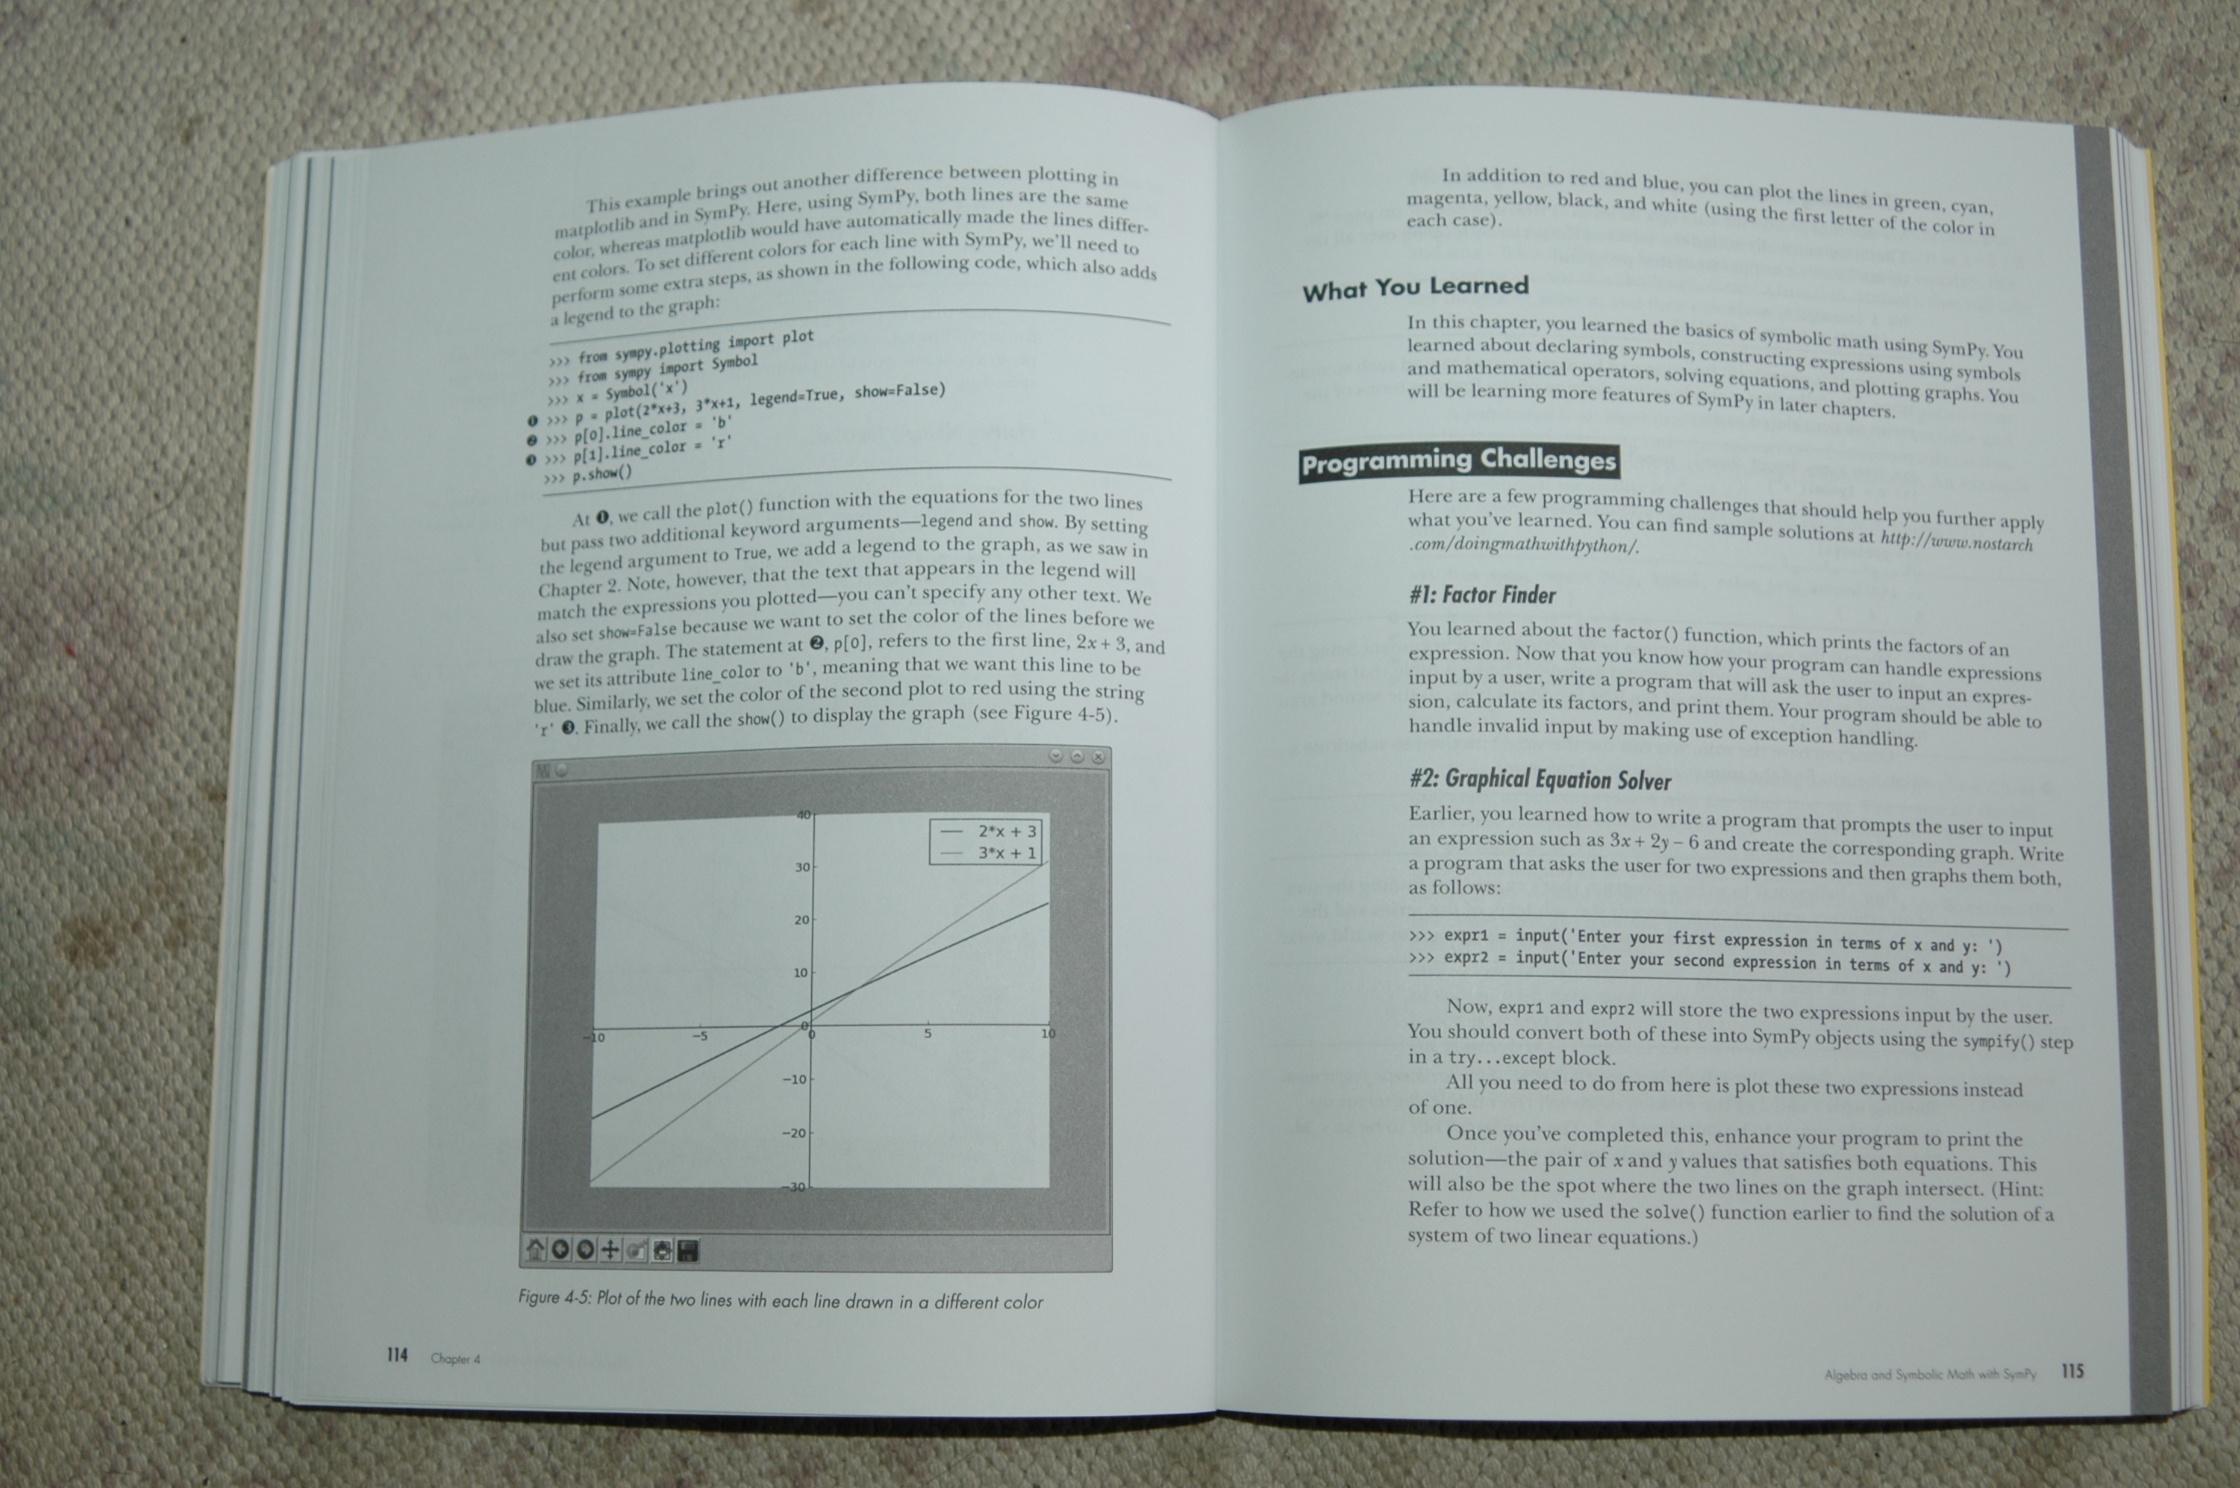 This example brings out another difference between plotting in
matplotlib and in SymPy. Here, using SymPy, both lines are the same
color, whereas matplotlib would have automatically made the lines differ-
ent colors. To set different colors for each line with SymPy, we'll need to
perform some extra steps, as shown in the following code, which also adds
a legend to the graph:
>>> from sympy.plotting import plot
>>> from sympy import Symbol
>>> x = Symbol('x')
❶ >>> p = plot(2*x+3, 3*x+1, legend=True, show=False)
❷ >>> p[0].line_color = 'b'
❸ >>> p[1].line_color = 'r'
>>> p.show()
At ❶, we call the plot() function with the equations for the two lines
but pass two additional keyword arguments—legend and show. By setting
the legend argument to True, we add a legend to the graph, as we saw in
Chapter 2. Note, however, that the text that appears in the legend will
match the expressions you plotted—you can't specify any other text. We
also set show=False because we want to set the color of the lines before we
draw the graph. The statement at ❷, p[0], refers to the first line, 2x + 3, and
we set its attribute line_color to 'b', meaning that we want this line to be
blue. Similarly, we set the color of the second plot to red using the string
'r' ❸. Finally, we call the show() to display the graph (see Figure 4-5).
2*x + 3
3*x + 1
40
30
20
10
0
-10
-20
-30
-10
-5
0
5
10
Figure 4-5: Plot of the two lines with each line drawn in a different color
114 Chapter 4
In addition to red and blue, you can plot the lines in green, cyan,
magenta, yellow, black, and white (using the first letter of the color in
each case).
What You Learned
In this chapter, you learned the basics of symbolic math using SymPy. You
learned about declaring symbols, constructing expressions using symbols
and mathematical operators, solving equations, and plotting graphs. You
will be learning more features of SymPy in later chapters.
Programming Challenges
Here are a few programming challenges that should help you further apply
what you've learned. You can find sample solutions at http://www.nostarch
.com/doingmathwithpython/.
#1: Factor Finder
You learned about the factor() function, which prints the factors of an
expression. Now that you know how your program can handle expressions
input by a user, write a program that will ask the user to input an expres-
sion, calculate its factors, and print them. Your program should be able to
handle invalid input by making use of exception handling.
#2: Graphical Equation Solver
Earlier, you learned how to write a program that prompts the user to input
an expression such as 3x + 2y – 6 and create the corresponding graph. Write
a program that asks the user for two expressions and then graphs them both,
as follows:
>>> expr1 = input('Enter your first expression in terms of x and y: ')
>>> expr2 = input('Enter your second expression in terms of x and y: ')
Now, expr1 and expr2 will store the two expressions input by the user.
You should convert both of these into SymPy objects using the sympify() step
in a try...except block.
All you need to do from here is plot these two expressions instead
of one.
Once you've completed this, enhance your program to print the
solution—the pair of x and y values that satisfies both equations. This
will also be the spot where the two lines on the graph intersect. (Hint:
Refer to how we used the solve() function earlier to find the solution of a
system of two linear equations.)
Algebra and Symbolic Math with SymPy 115